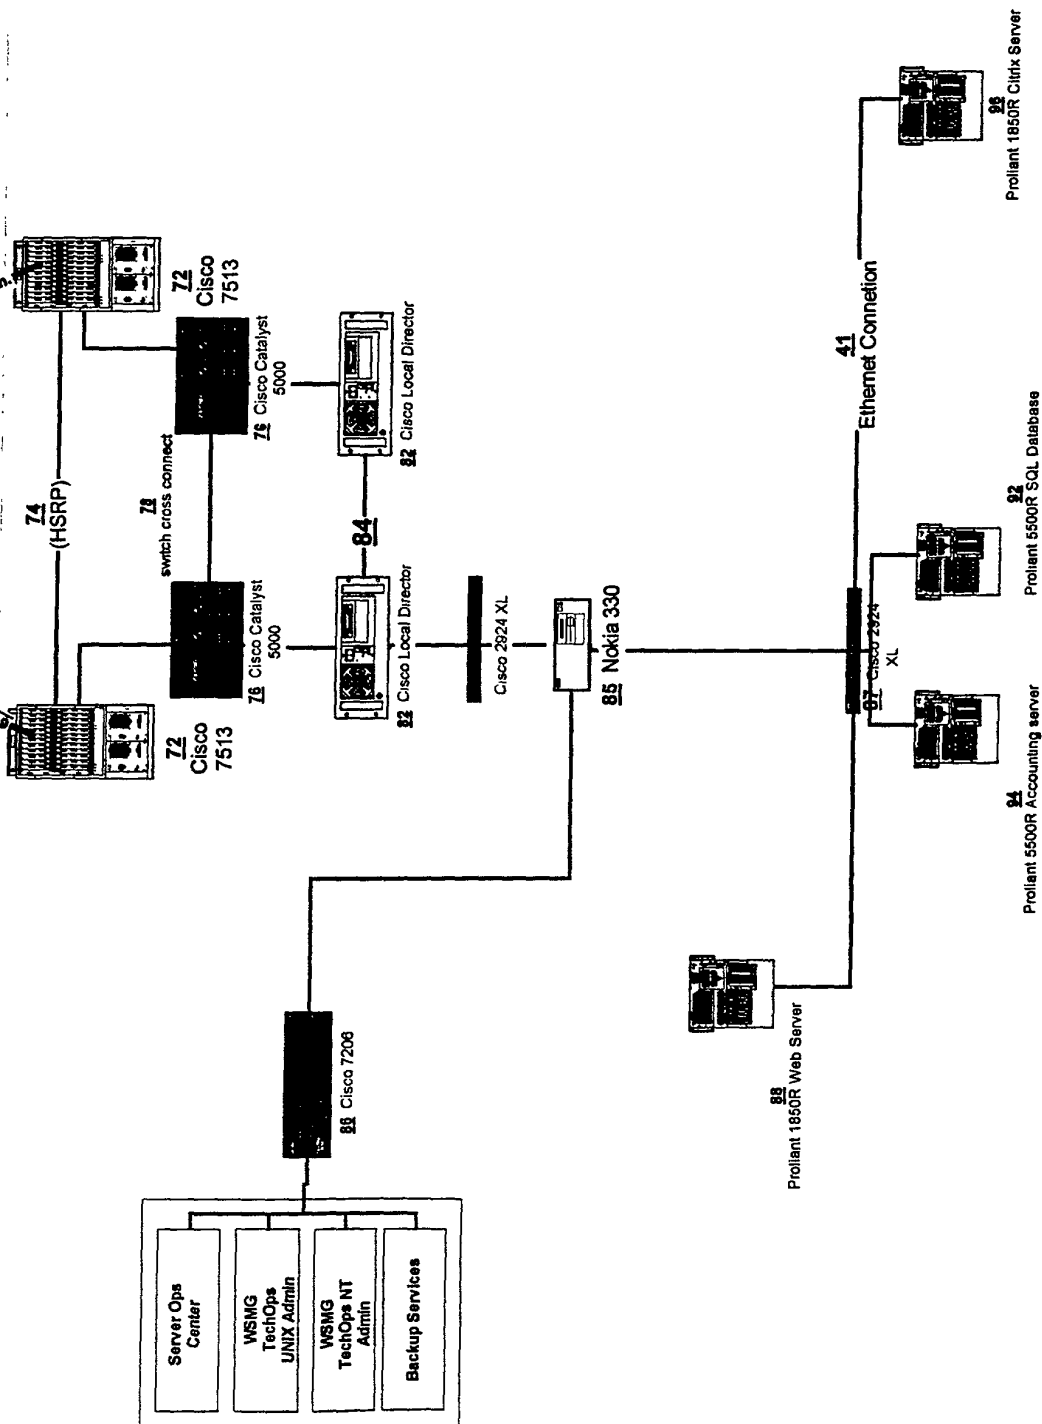 72
Cisco
7513
74
(HSRP)
72
Cisco
7513
76 Cisco Catalyst
5000
78
switch cross connect
76 Cisco Catalyst
5000
82 Cisco Local Director
84
82 Cisco Local Director
Cisco 2924 XL
85 Nokia 330
86 Cisco 7206
Server Ops
Center
WSMG
TechOps
UNIX Admin
WSMG
TechOps NT
Admin
Backup Services
41
Ethernet Connetion
87 Cisco 2924
XL
88
Proliant 1850R Web Server
94
Proliant 5500R Accounting server
92
Proliant 5500R SQL Database
96
Proliant 1850R Citrix Server